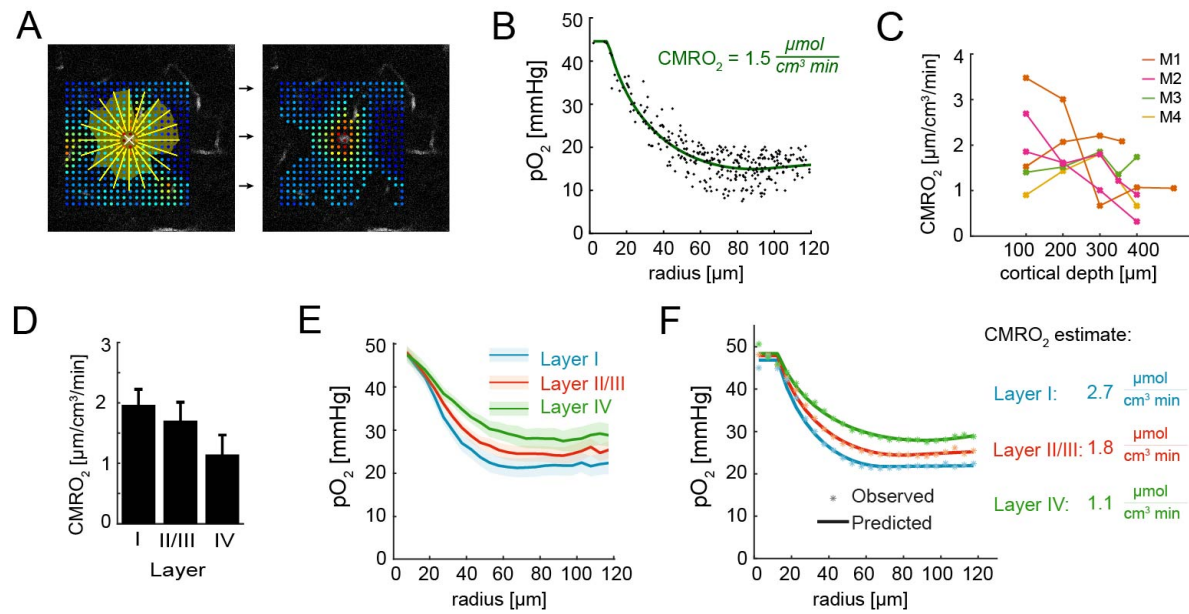 A
B
50
40
30
20
10
0
pO2 [mmHg]
0 20 40 60 80 100 120
radius [µm]
CMRO2 = 1.5 µmol
cm³ min
C
4
3
2
1
0
CMRO2 [µm/cm³/min]
100 200 300 400
cortical depth [µm]
M1
M2
M3
M4
D
3
2
1
0
CMRO2 [µm/cm³/min]
I II/III IV
Layer
E
50
40
30
20
10
0
pO2 [mmHg]
0 20 40 60 80 100 120
radius [µm]
Layer I
Layer II/III
Layer IV
F
50
40
30
20
10
0
pO2 [mmHg]
0 20 40 60 80 100 120
radius [µm]
Observed
Predicted
CMRO2 estimate:
Layer I: 2.7 µmol
cm³ min
Layer II/III: 1.8 µmol
cm³ min
Layer IV: 1.1 µmol
cm³ min